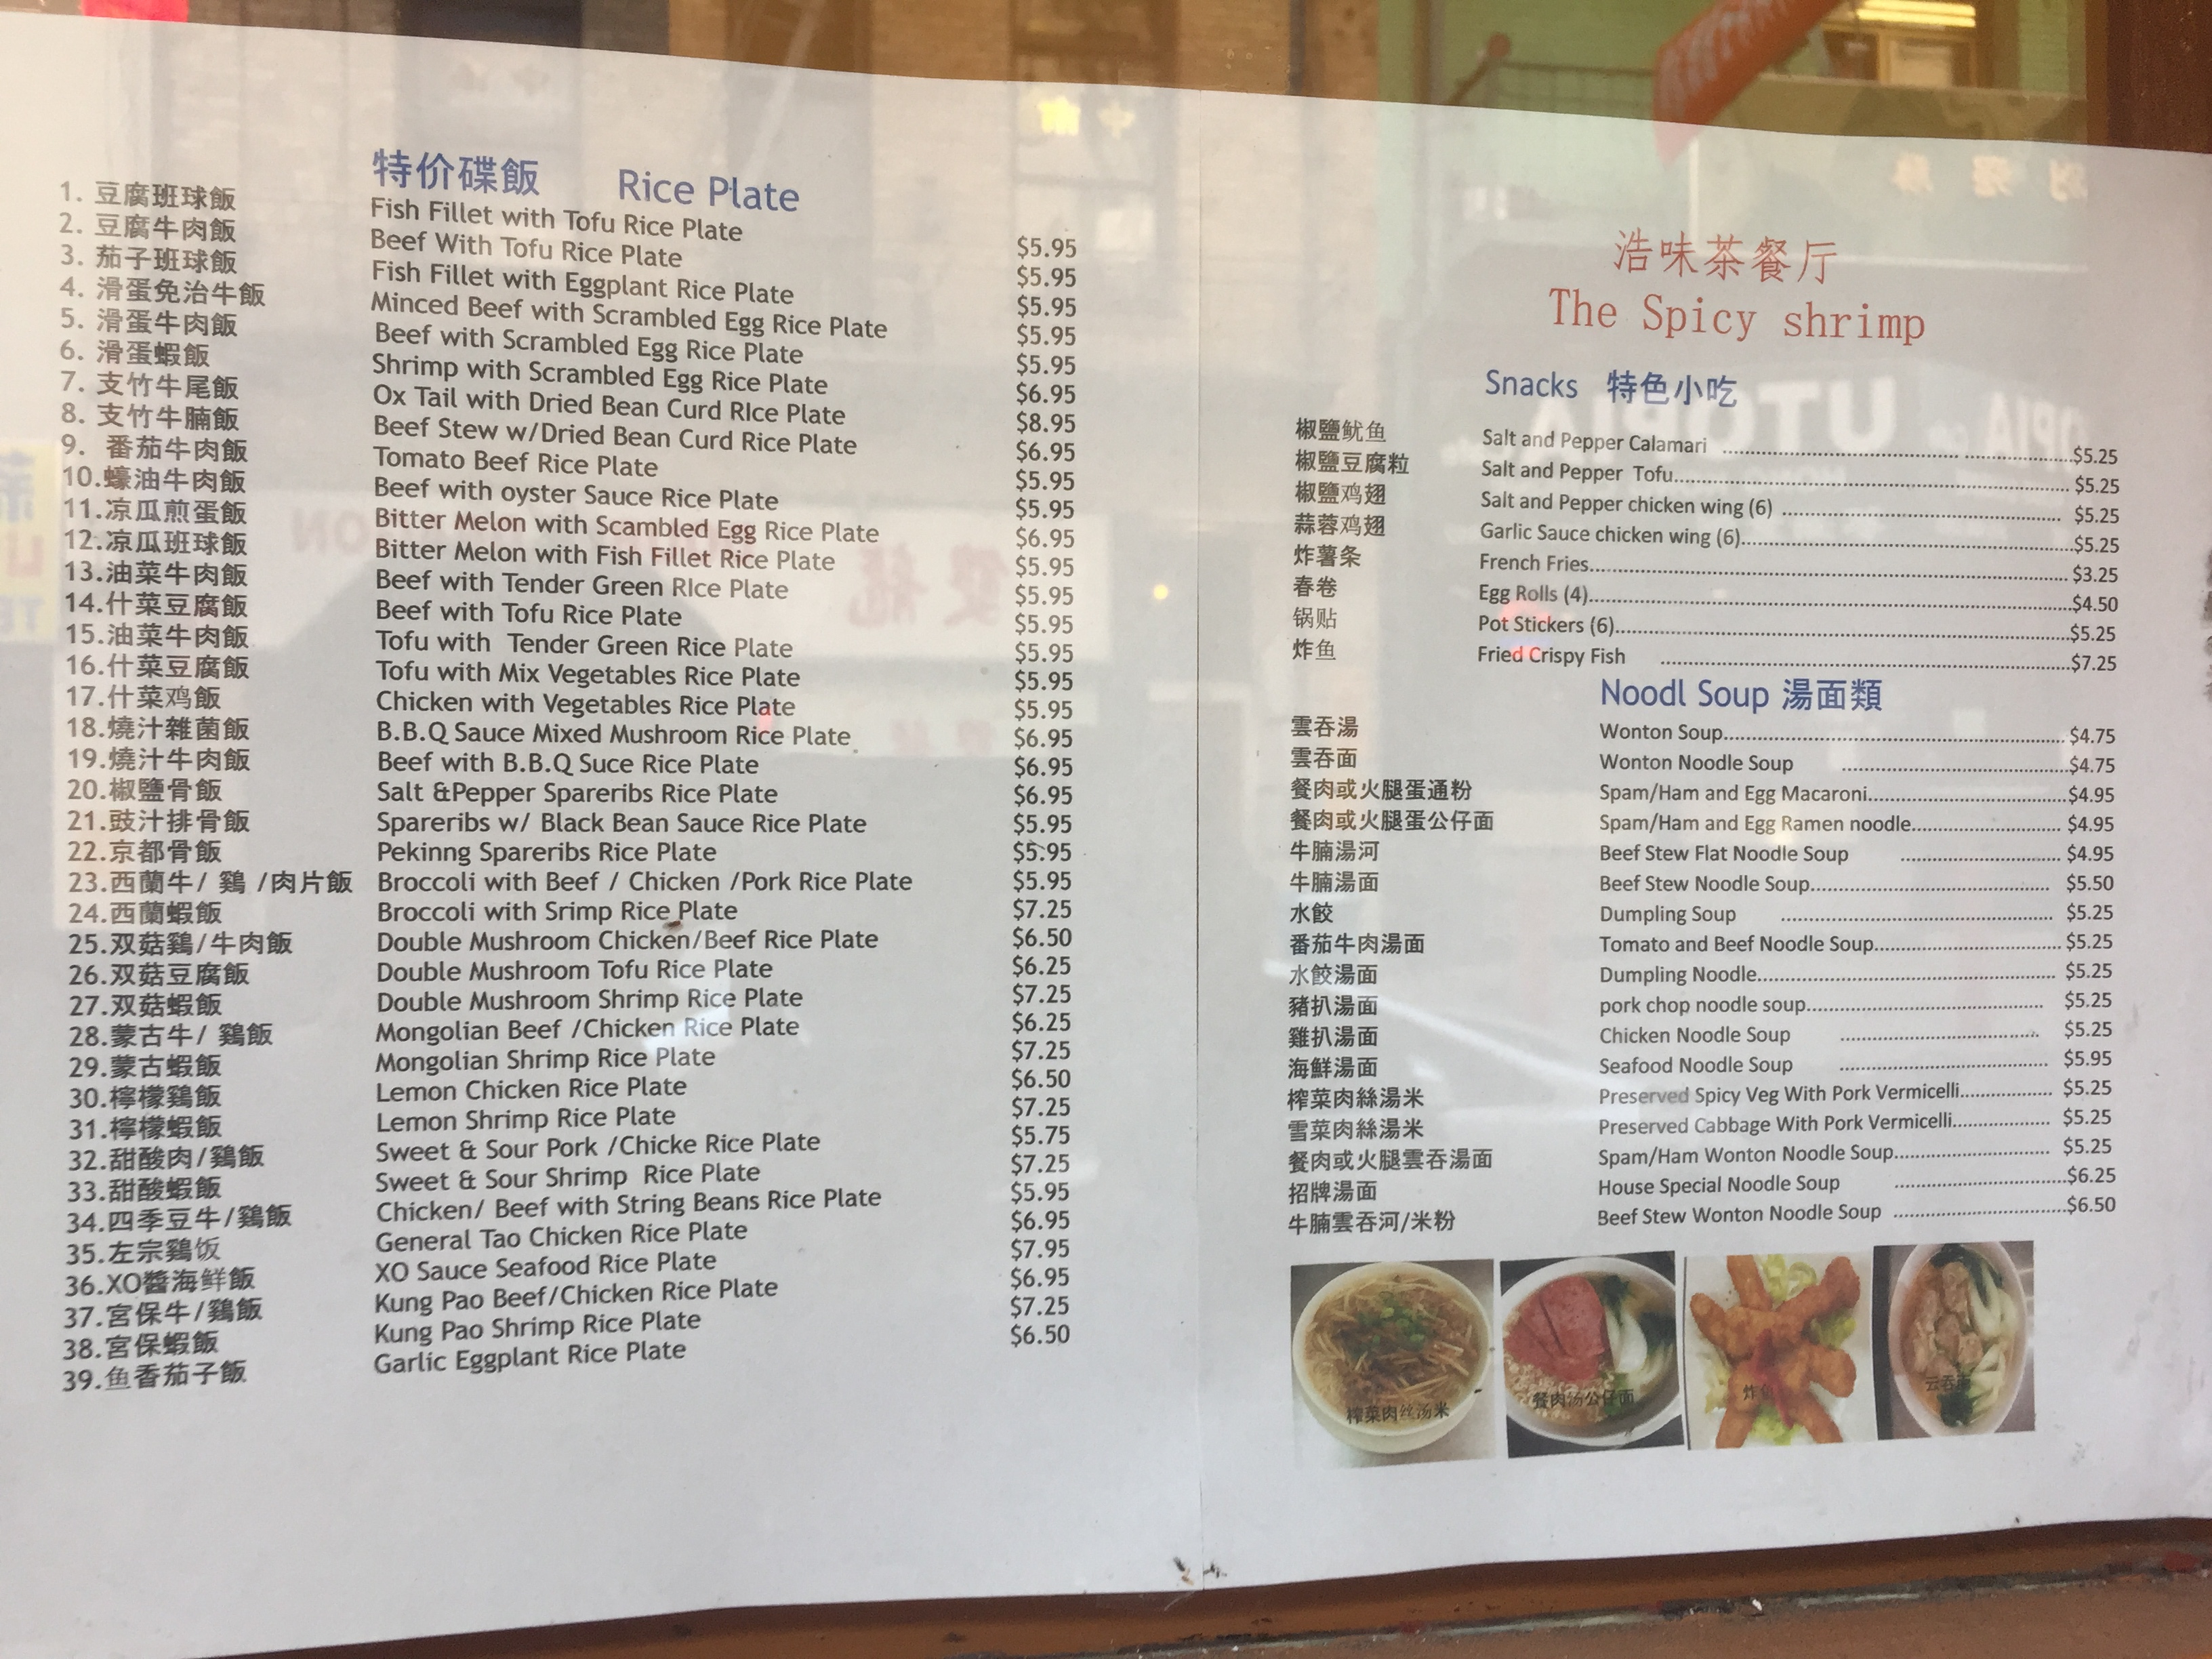 特价碟飯 Rice Plate
1. 豆腐班球飯 Fish Fillet with Tofu Rice Plate $5.95
2. 豆腐牛肉飯 Beef With Tofu Rice Plate $5.95
3. 茄子班球飯 Fish Fillet with Eggplant Rice Plate $5.95
4. 滑蛋免治牛飯 Minced Beef with Scrambled Egg Rice Plate $5.95
5. 滑蛋牛肉飯 Beef with Scrambled Egg Rice Plate $5.95
6. 滑蛋蝦飯 Shrimp with Scrambled Egg Rice Plate $6.95
7. 支竹牛尾飯 Ox Tail with Dried Bean Curd RIce Plate $8.95
8. 支竹牛腩飯 Beef Stew w/Dried Bean Curd Rice Plate $6.95
9. 番茄牛肉飯 Tomato Beef Rice Plate $5.95
10.蠔油牛肉飯 Beef with oyster Sauce Rice Plate $5.95
11.凉瓜煎蛋飯 Bitter Melon with Scambled Egg Rice Plate $6.95
12.凉瓜班球飯 Bitter Melon with Fish Fillet Rice Plate $5.95
13.油菜牛肉飯 Beef with Tender Green RIce Plate $5.95
14.什菜豆腐飯 Beef with Tofu Rice Plate $5.95
15.油菜牛肉飯 Tofu with Tender Green Rice Plate $5.95
16.什菜豆腐飯 Tofu with Mix Vegetables Rice Plate $5.95
17.什菜鸡飯 Chicken with Vegetables Rice Plate $5.95
18.燒汁雜菌飯 B.B.Q Sauce Mixed Mushroom Rice Plate $6.95
19.燒汁牛肉飯 Beef with B.B.Q Suce Rice Plate $6.95
20.椒鹽骨飯 Salt &Pepper Spareribs Rice Plate $6.95
21.豉汁排骨飯 Spareribs w/ Black Bean Sauce Rice Plate $5.95
22.京都骨飯 Pekinng Spareribs Rice Plate $5.95
23.西蘭牛/ 鷄 /肉片飯 Broccoli with Beef / Chicken /Pork Rice Plate $5.95
24.西蘭蝦飯 Broccoli with Srimp Rice Plate $7.25
25.双菇鷄/牛肉飯 Double Mushroom Chicken/Beef Rice Plate $6.50
26.双菇豆腐飯 Double Mushroom Tofu Rice Plate $6.25
27.双菇蝦飯 Double Mushroom Shrimp Rice Plate $7.25
28.蒙古牛/ 鷄飯 Mongolian Beef /Chicken Rice Plate $6.25
29.蒙古蝦飯 Mongolian Shrimp Rice Plate $7.25
30.檸檬鷄飯 Lemon Chicken Rice Plate $6.50
31.檸檬蝦飯 Lemon Shrimp Rice Plate $7.25
32.甜酸肉/鷄飯 Sweet & Sour Pork /Chicke Rice Plate $5.75
33.甜酸蝦飯 Sweet & Sour Shrimp Rice Plate $7.25
34.四季豆牛/鷄飯 Chicken/ Beef with String Beans Rice Plate $5.95
35.左宗鷄饭 General Tao Chicken Rice Plate $6.95
36.XO醬海鲜飯 XO Sauce Seafood Rice Plate $7.95
37.宮保牛/鷄飯 Kung Pao Beef/Chicken Rice Plate $6.95
38.宮保蝦飯 Kung Pao Shrimp Rice Plate $7.25
39.鱼香茄子飯 Garlic Eggplant Rice Plate $6.50
浩味茶餐厅
The Spicy shrimp
Snacks 特色小吃
椒鹽鱿鱼 Salt and Pepper Calamari $5.25
椒鹽豆腐粒 Salt and Pepper Tofu $5.25
椒鹽鸡翅 Salt and Pepper chicken wing (6) $5.25
蒜蓉鸡翅 Garlic Sauce chicken wing (6) $5.25
炸薯条 French Fries $3.25
春卷 Egg Rolls (4) $4.50
锅贴 Pot Stickers (6) $5.25
炸鱼 Fried Crispy Fish $7.25
Noodl Soup 湯面類
雲吞湯 Wonton Soup $4.75
雲吞面 Wonton Noodle Soup $4.75
餐肉或火腿蛋通粉 Spam/Ham and Egg Macaroni $4.95
餐肉或火腿蛋公仔面 Spam/Ham and Egg Ramen noodle $4.95
牛腩湯河 Beef Stew Flat Noodle Soup $4.95
牛腩湯面 Beef Stew Noodle Soup $5.50
水餃 Dumpling Soup $5.25
番茄牛肉湯面 Tomato and Beef Noodle Soup $5.25
水餃湯面 Dumpling Noodle $5.25
豬扒湯面 pork chop noodle soup $5.25
雞扒湯面 Chicken Noodle Soup $5.25
海鮮湯面 Seafood Noodle Soup $5.95
榨菜肉絲湯米 Preserved Spicy Veg With Pork Vermicelli $5.25
雪菜肉絲湯米 Preserved Cabbage With Pork Vermicelli $5.25
餐肉或火腿雲吞湯面 Spam/Ham Wonton Noodle Soup $5.25
招牌湯面 House Special Noodle Soup $6.25
牛腩雲吞河/米粉 Beef Stew Wonton Noodle Soup $6.50
榨菜肉丝汤米 餐肉汤公仔面 炸鱼 云吞面